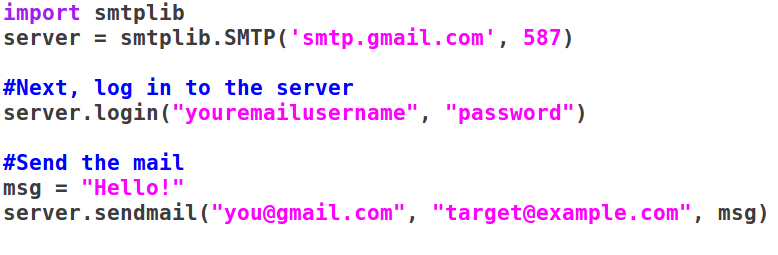 import smtplib
server = smtplib.SMTP('smtp.gmail.com', 587)
#Next, log in to the server
server.login("youremailusername", "password")
#Send the mail
msg = "Hello!"
server.sendmail("you@gmail.com", "target@example.com", msg)